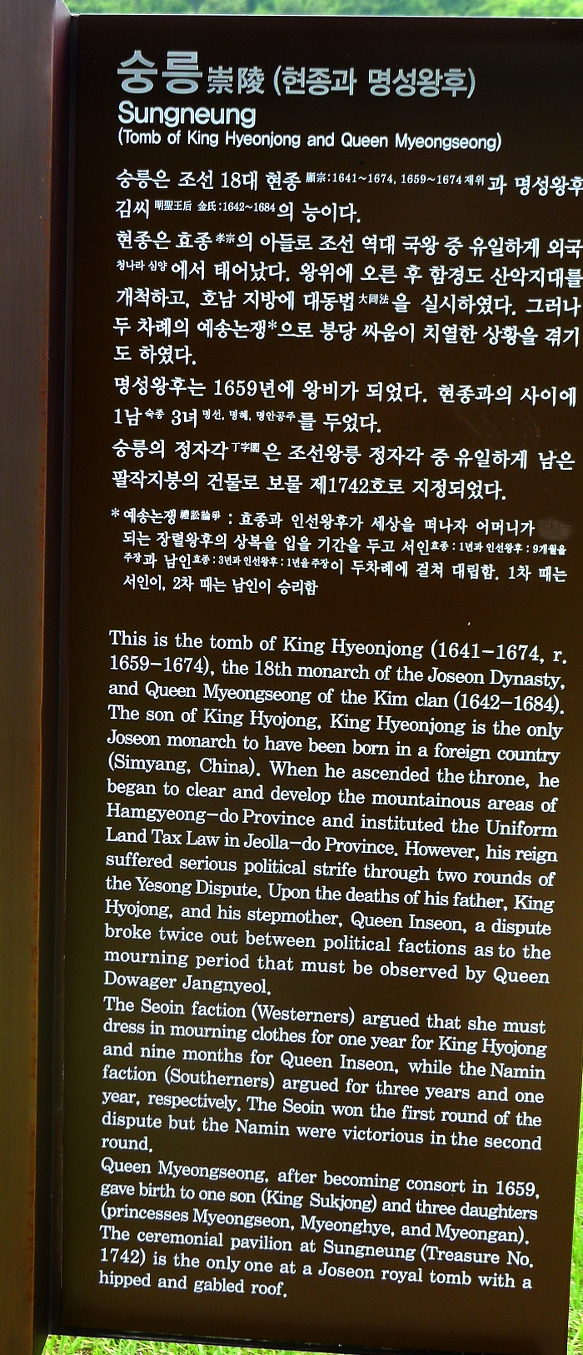 숭릉崇陵 (현종과 명성왕후)
Sungneung
(Tomb of King Hyeonjong and Queen Myeongseong)
숭릉은 조선 18대 현종 顯宗:1641~1674, 1659~1674 재위 과 명성왕후
김씨 明聖王后 金氏:1642~1684의 능이다.
현종은 효종孝宗의 아들로 조선 역대 국왕 중 유일하게 외국
청나라 심양 에서 태어났다. 왕위에 오른 후 함경도 산악지대를
개척하고, 호남 지방에 대동법大同法을 실시하였다. 그러나
두 차례의 예송논쟁*으로 붕당 싸움이 치열한 상황을 겪기
도 하였다.
명성왕후는 1659년에 왕비가 되었다. 현종과의 사이에
1남숙종 3녀 명선, 명혜, 명안공주를 두었다.
숭릉의 정자각丁字閣은 조선왕릉 정자각 중 유일하게 남은
팔작지붕의 건물로 보물 제1742호로 지정되었다.
* 예송논쟁 禮訟論爭 : 효종과 인선왕후가 세상을 떠나자 어머니가
되는 장렬왕후의 상복을 입을 기간을 두고 서인효종 : 1년과 인선왕후 : 9개월을
주장과 남인효종 : 3년과 인선왕후 : 1년을 주장이 두차례에 걸쳐 대립함. 1차 때는
서인이, 2차 때는 남인이 승리함
This is the tomb of King Hyeonjong (1641-1674, r.
1659-1674), the 18th monarch of the Joseon Dynasty,
and Queen Myeongseong of the Kim clan (1642-1684).
The son of King Hyojong, King Hyeonjong is the only
Joseon monarch to have been born in a foreign country
(Simyang, China). When he ascended the throne, he
began to clear and develop the mountainous areas of
Hamgyeong-do Province and instituted the Uniform
Land Tax Law in Jeolla-do Province. However, his reign
suffered serious political strife through two rounds of
the Yesong Dispute. Upon the deaths of his father, King
Hyojong, and his stepmother, Queen Inseon, a dispute
broke twice out between political factions as to the
mourning period that must be observed by Queen
Dowager Jangnyeol.
The Seoin faction (Westerners) argued that she must
dress in mourning clothes for one year for King Hyojong
and nine months for Queen Inseon, while the Namin
faction (Southerners) argued for three years and one
year, respectively. The Seoin won the first round of the
dispute but the Namin were victorious in the second
round.
Queen Myeongseong, after becoming consort in 1659,
gave birth to one son (King Sukjong) and three daughters
(princesses Myeongseon, Myeonghye, and Myeongan).
The ceremonial pavilion at Sungneung (Treasure No.
1742) is the only one at a Joseon royal tomb with a
hipped and gabled roof.